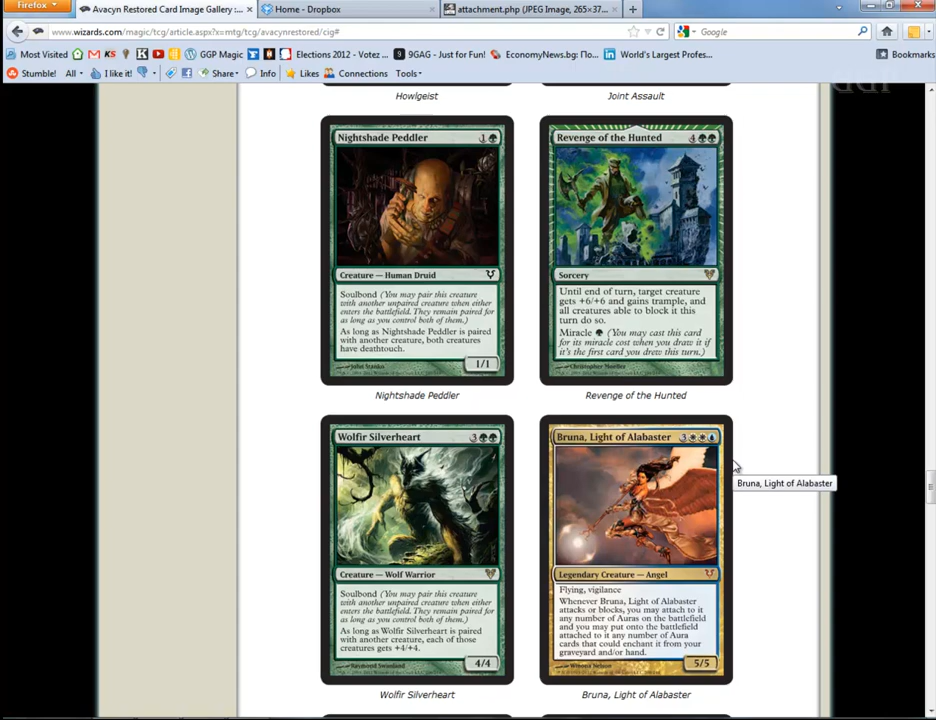 Firefox
Avacyn Restored Card Image Gallery : ...
Home - Dropbox
attachment.php (JPEG Image, 265×37...
www.wizards.com/magic/tcg/article.aspx?x=mtg/tcg/avacynrestored/cig#
Google
Most Visited
GGP Magic
Elections 2012 - Votez ...
9GAG - Just for Fun!
EconomyNews.bg: По...
World's Largest Profes...
Bookmarks
Stumble!
All
I like it!
Share
Info
Likes
Connections
Tools
Howlgeist
Joint Assault
Nightshade Peddler 1
Creature — Human Druid
Soulbond (You may pair this creature
with another unpaired creature when either
enters the battlefield. They remain paired for
as long as you control both of them.)
As long as Nightshade Peddler is paired
with another creature, both creatures
have deathtouch.
1/1
Nightshade Peddler
Revenge of the Hunted 4
Sorcery
Until end of turn, target creature
gets +6/+6 and gains trample, and
all creatures able to block it this
turn do so.
Miracle (You may cast this card
for its miracle cost when you draw it if
it's the first card you drew this turn.)
Christopher Moeller
Revenge of the Hunted
Wolfir Silverheart 3
Creature — Wolf Warrior
Soulbond (You may pair this creature
with another unpaired creature when either
enters the battlefield. They remain paired for
as long as you control both of them.)
As long as Wolfir Silverheart is paired
with another creature, each of those
creatures gets +4/+4.
Raymond Swanland
4/4
Wolfir Silverheart
Bruna, Light of Alabaster 3
Legendary Creature — Angel
Flying, vigilance
Whenever Bruna, Light of Alabaster
attacks or blocks, you may attach to it
any number of Auras on the battlefield
and you may put onto the battlefield
attached to it any number of Aura
cards that could enchant it from your
graveyard and/or hand.
Winona Nelson
5/5
Bruna, Light of Alabaster
Bruna, Light of Alabaster